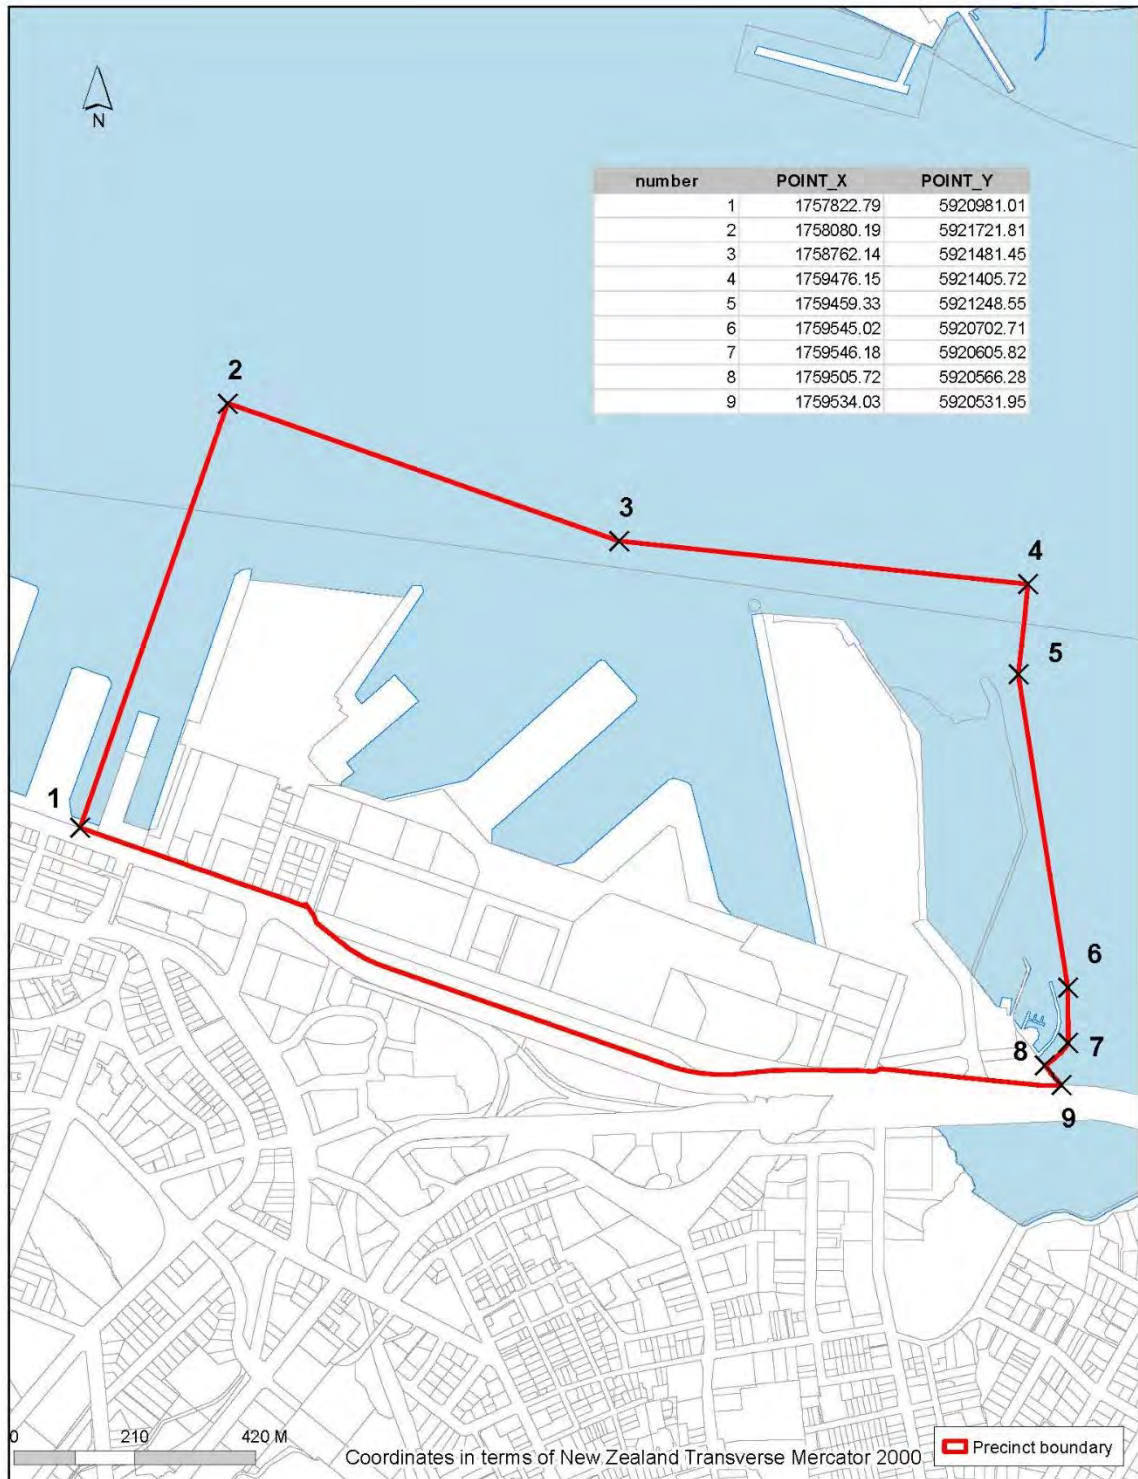 N
number POINT_X POINT_Y
1 1757822.79 5920981.01
2 1758080.19 5921721.81
3 1758762.14 5921481.45
4 1759476.15 5921405.72
5 1759459.33 5921248.55
6 1759545.02 5920702.71
7 1759546.18 5920605.82
8 1759505.72 5920566.28
9 1759534.03 5920531.95
2
3
4
5
1
6
7
8
9
0 210 420 M
Coordinates in terms of New Zealand Transverse Mercator 2000
Precinct boundary